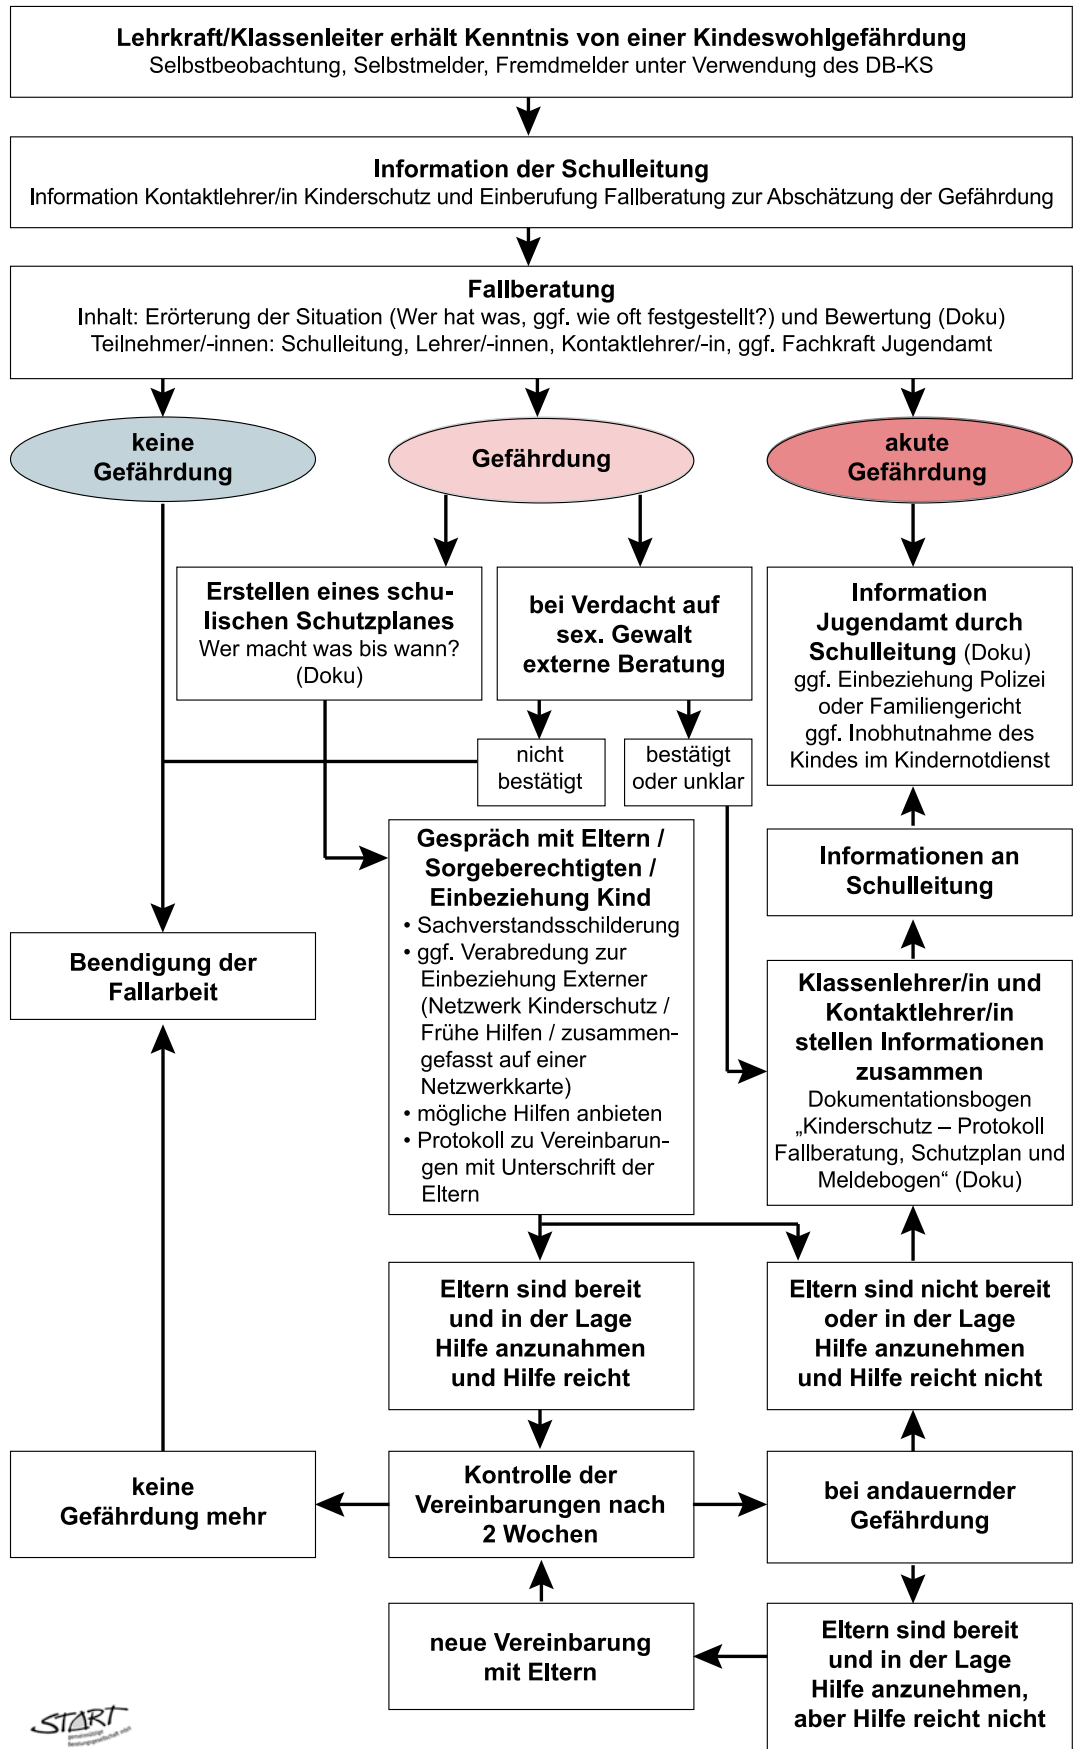 Lehrkraft/Klassenleiter erhält Kenntnis von einer Kindeswohlgefährdung
Selbstbeobachtung, Selbstmelder, Fremdmelder unter Verwendung des DB-KS
Information der Schulleitung
Information Kontaktlehrer/in Kinderschutz und Einberufung Fallberatung zur Abschätzung der Gefährdung
Fallberatung
Inhalt: Erörterung der Situation (Wer hat was, ggf. wie oft festgestellt?) und Bewertung (Doku)
Teilnehmer/-innen: Schulleitung, Lehrer/-innen, Kontaktlehrer/-in, ggf. Fachkraft Jugendamt
keine
Gefährdung
Gefährdung
akute
Gefährdung
Erstellen eines schu-
lischen Schutzplanes
Wer macht was bis wann?
(Doku)
bei Verdacht auf
sex. Gewalt
externe Beratung
Information
Jugendamt durch
Schulleitung (Doku)
ggf. Einbeziehung Polizei
oder Familiengericht
ggf. Inobhutnahme des
Kindes im Kindernotdienst
nicht
bestätigt
bestätigt
oder unklar
Gespräch mit Eltern /
Sorgeberechtigten /
Einbeziehung Kind
• Sachverstandsschilderung
• ggf. Verabredung zur
Einbeziehung Externer
(Netzwerk Kinderschutz /
Frühe Hilfen / zusammen-
gefasst auf einer
Netzwerkkarte)
• mögliche Hilfen anbieten
• Protokoll zu Vereinbarun-
gen mit Unterschrift der
Eltern
Informationen an
Schulleitung
Beendigung der
Fallarbeit
Klassenlehrer/in und
Kontaktlehrer/in
stellen Informationen
zusammen
Dokumentationsbogen
„Kinderschutz – Protokoll
Fallberatung, Schutzplan und
Meldebogen“ (Doku)
Eltern sind bereit
und in der Lage
Hilfe anzunahmen
und Hilfe reicht
Eltern sind nicht bereit
oder in der Lage
Hilfe anzunehmen
und Hilfe reicht nicht
keine
Gefährdung mehr
Kontrolle der
Vereinbarungen nach
2 Wochen
bei andauernder
Gefährdung
neue Vereinbarung
mit Eltern
Eltern sind bereit
und in der Lage
Hilfe anzunehmen,
aber Hilfe reicht nicht
START